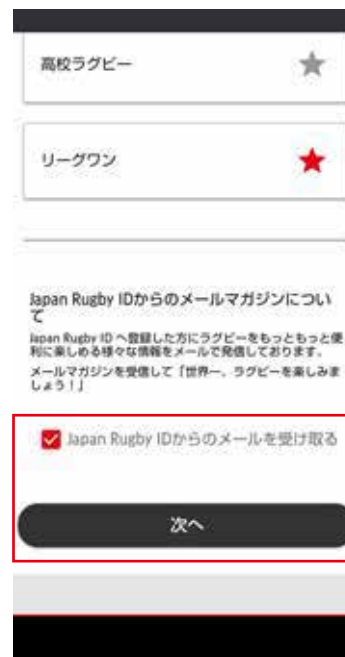 高校ラグビー
リーグワン
Japan Rugby IDからのメールマガジンについ
て
Japan Rugby ID へ登録した方にラグビーをもっともっと便
利に楽しめる様々な情報をメールで発信しております。
メールマガジンを受信して「世界一、ラグビーを楽しみま
しょう！」
Japan Rugby IDからのメールを受け取る
次へ